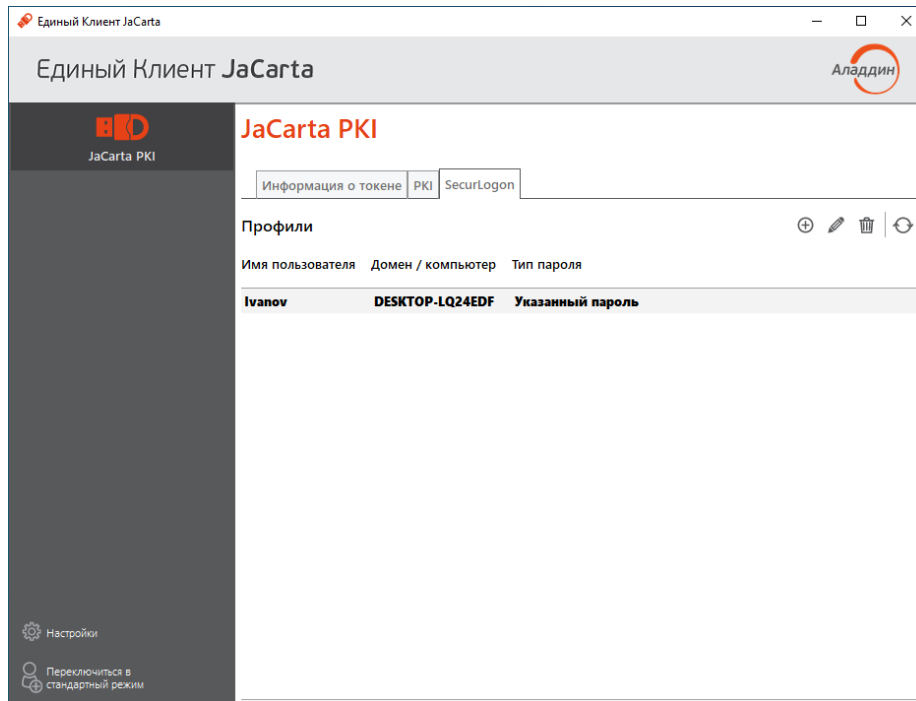 Единый Клиент JaCarta
Единый Клиент JaCarta
Аладдин
JaCarta PKI
JaCarta PKI
Информация о токене PKI SecurLogon
Профили
Имя пользователя Домен / компьютер Тип пароля
Ivanov DESKTOP-LQ24EDF Указанный пароль
Настройки
Переключиться в
стандартный режим